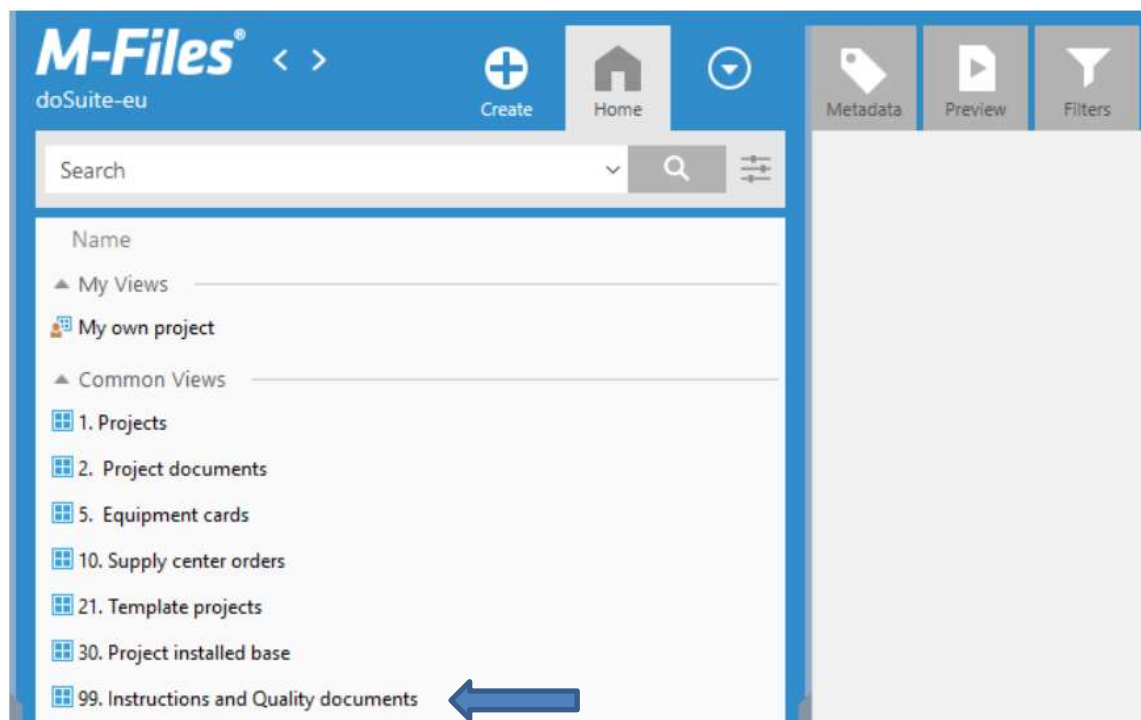 M-Files®
doSuite-eu
Create
Home
Metadata
Preview
Filters
Search
Name
My Views
My own project
Common Views
1. Projects
2. Project documents
5. Equipment cards
10. Supply center orders
21. Template projects
30. Project installed base
99. Instructions and Quality documents